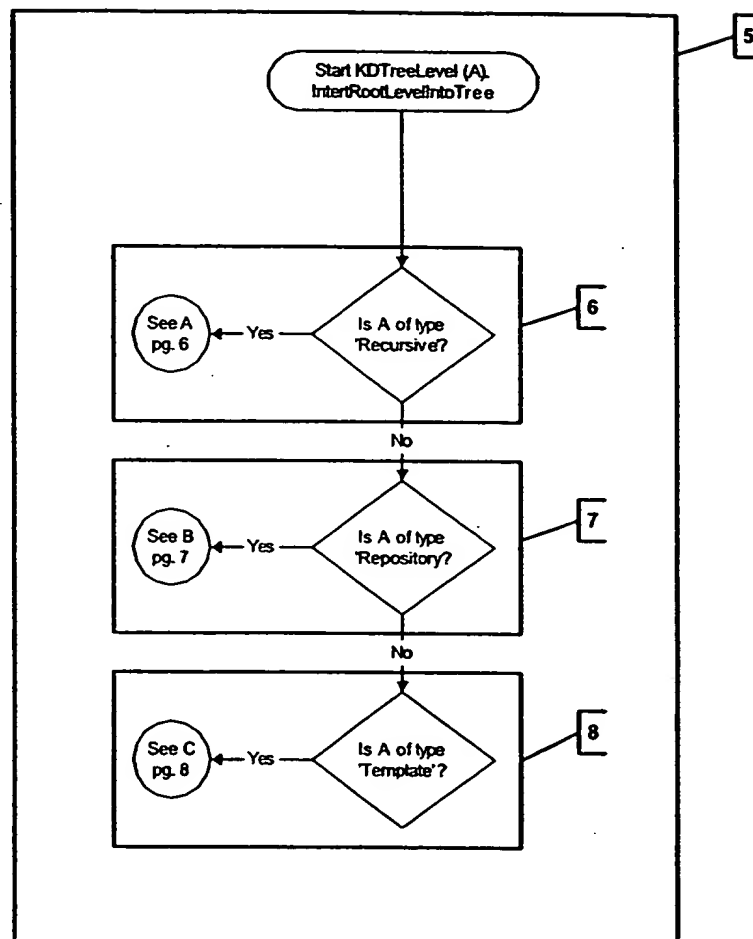 5
Start KDTreeLevel (A).
IntertRootLevelIntoTree
6
See A
pg. 6
Yes
Is A of type
'Recursive'?
No
7
See B
pg. 7
Yes
Is A of type
'Repository'?
No
8
See C
pg. 8
Yes
Is A of type
'Template'?